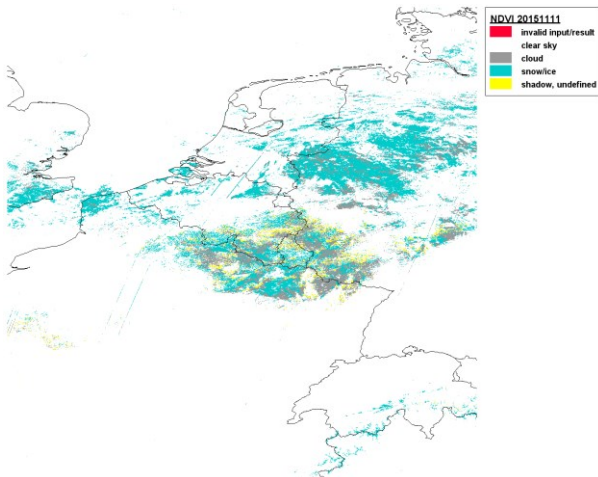 NDVI 20151111
invalid input/result
clear sky
cloud
snow/ice
shadow, undefined